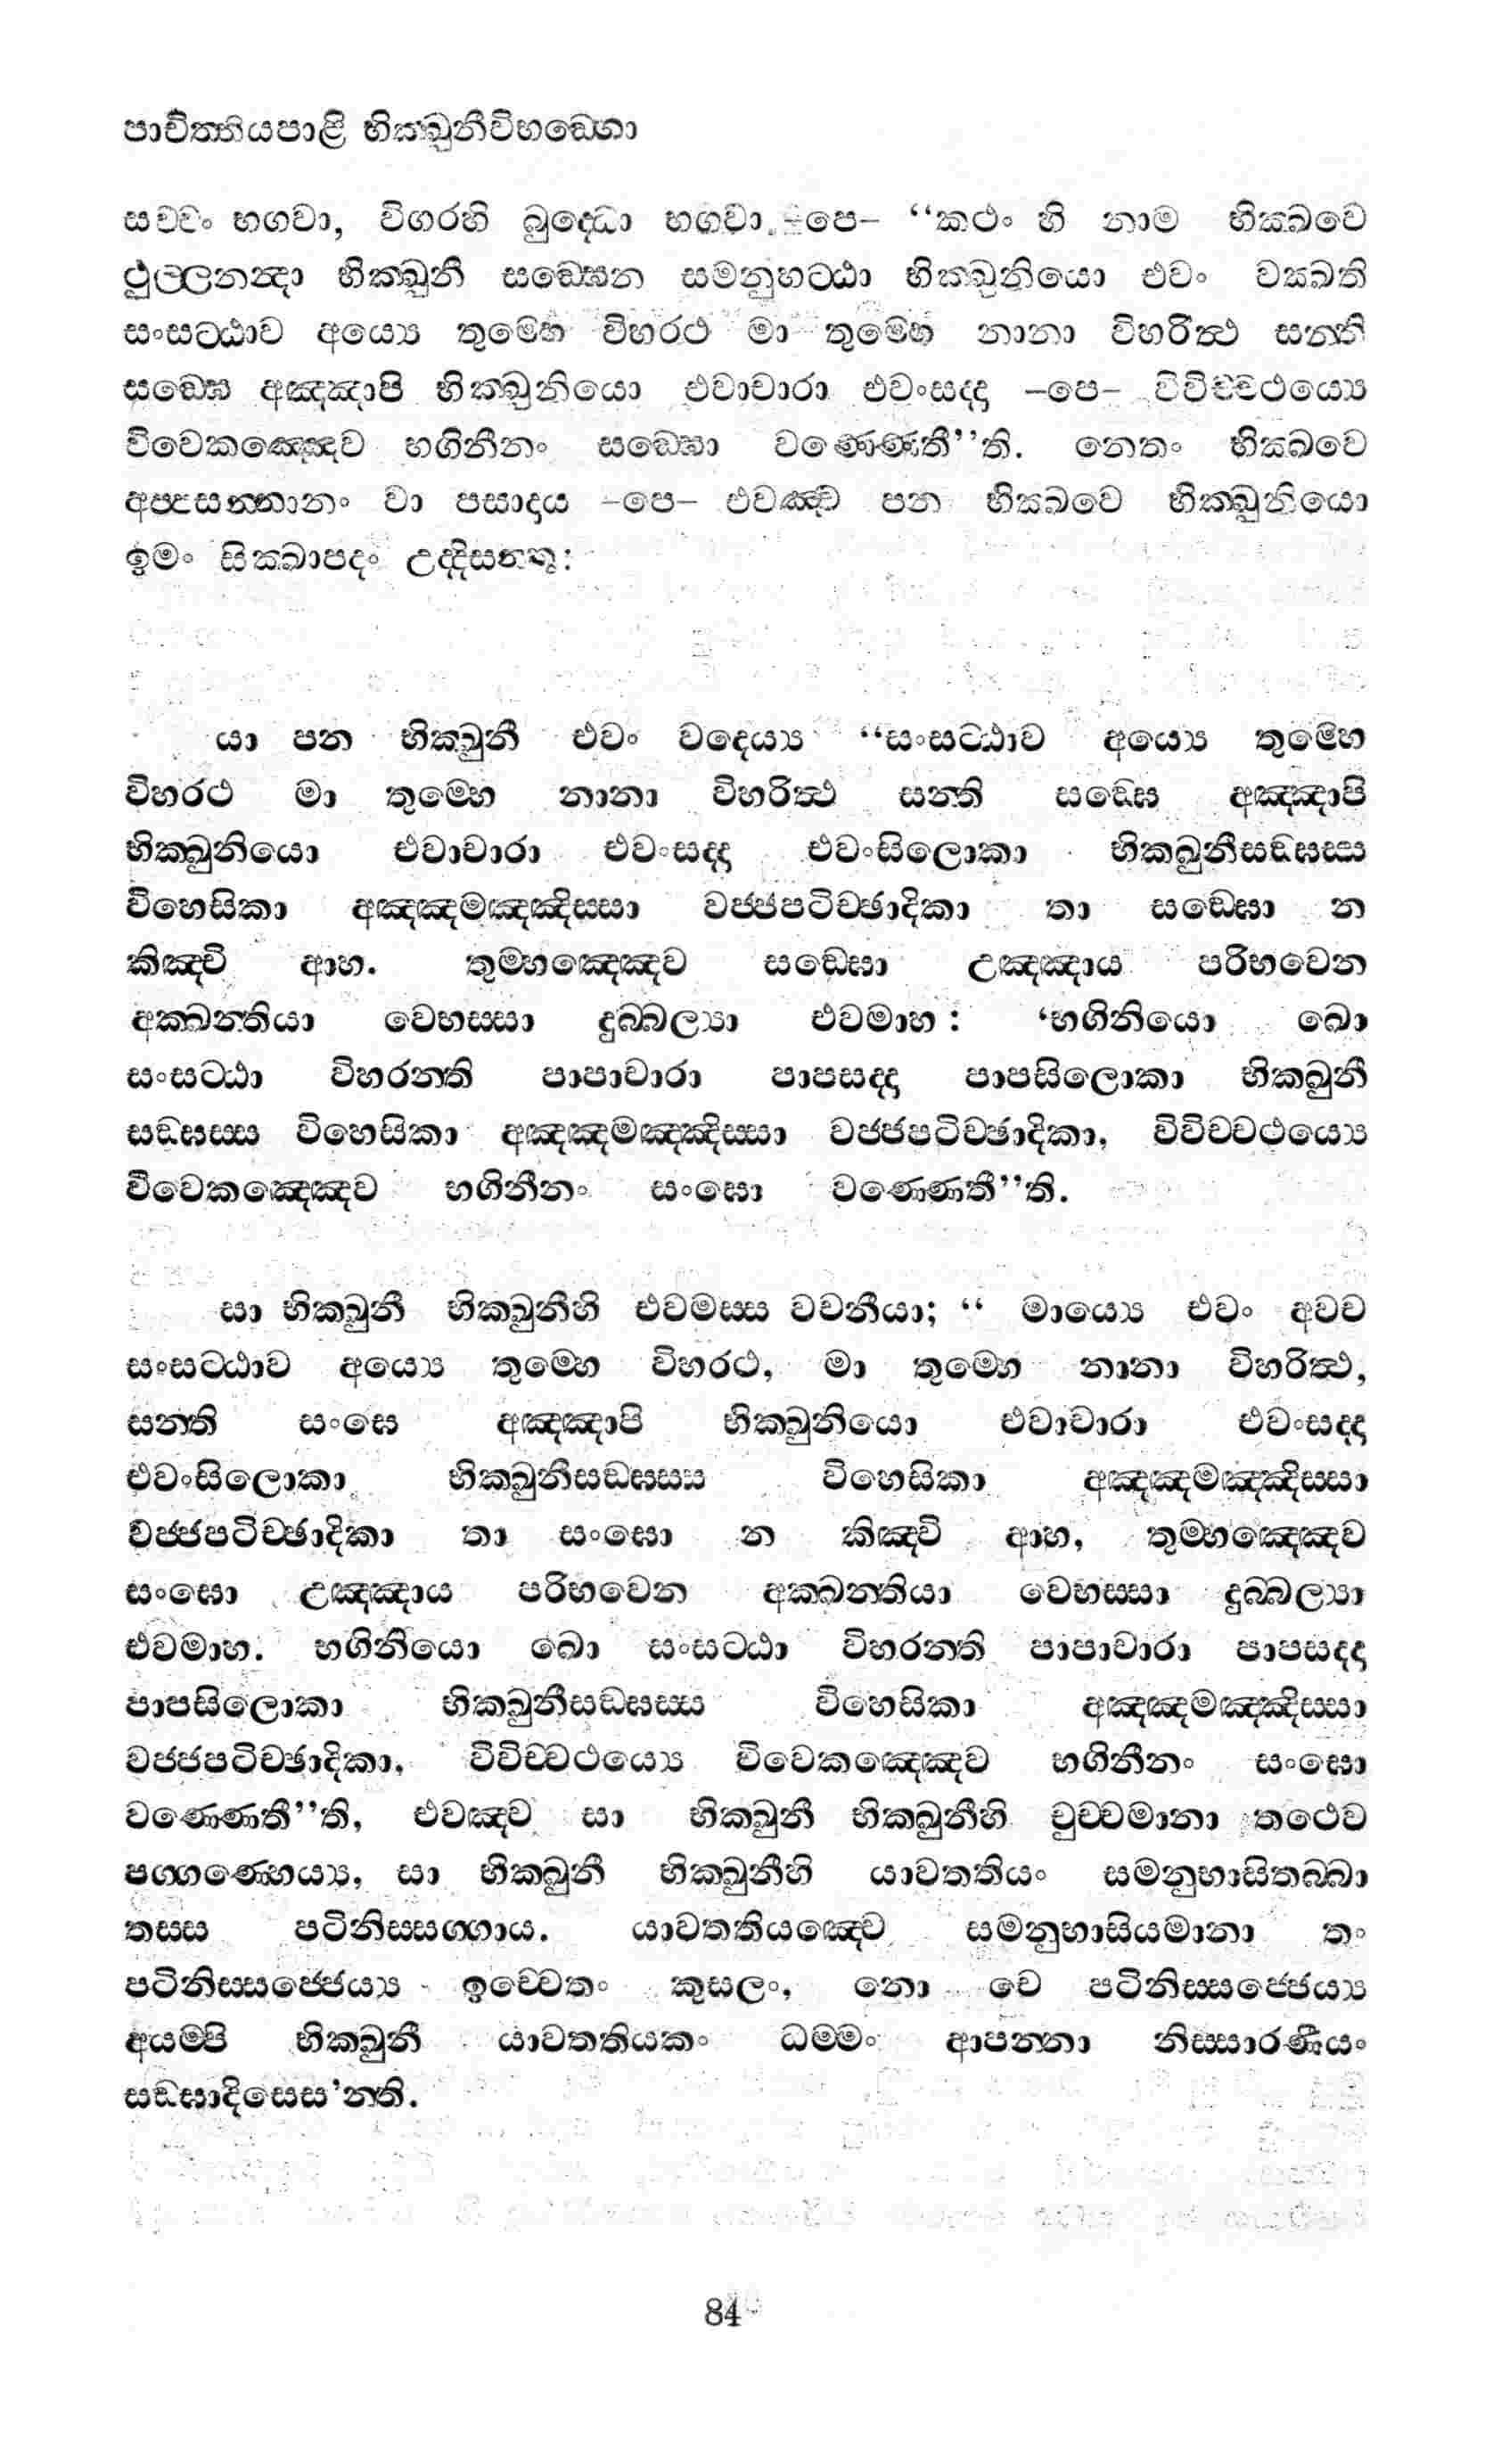 පාචිත්තියපාළි භික්ඛුනීවිභඞ්ගො
සච්චං භගවා, විගරහි බුද්ධො භගවා -පෙ- “කථං හි නාම භික්ඛවෙ
ථුල්ලනන්දා භික්ඛුනී සඞ්ඝෙන සමනුභට්ඨා භික්ඛුනියො එවං වක්ඛති
සංසට්ඨාව අය්යෙ තුම්හෙ විහරථ මා තුම්හෙ නානා විහරිත්ථ සන්ති
සඞ්ඝෙ අඤ්ඤාපි භික්ඛුනියො එවාචාරා එවංසද්දා -පෙ- විවිච්චථය්යෙ
විවෙකඤ්ඤෙව භගිනීනං සඞ්ඝො වණ්ණෙතී”ති. නෙතං භික්ඛවෙ
අප්පසන්නානං වා පසාදාය -පෙ- එවඤ්ච පන භික්ඛවෙ භික්ඛුනියො
ඉමං සික්ඛාපදං උද්දිසන්තු:
යා පන භික්ඛුනී එවං වදෙය්ය “සංසට්ඨාව අය්යෙ තුම්හෙ
විහරථ මා තුම්හෙ නානා විහරිත්ථ සන්ති සඞ්ඝෙ අඤ්ඤාපි
භික්ඛුනියො එවාචාරා එවංසද්දා එවංසිලොකා භික්ඛුනීසඞ්ඝස්ස
විහෙසිකා අඤ්ඤමඤ්ඤිස්සා වජ්ජපටිච්ඡාදිකා තා සඞ්ඝො න
කිඤ්චි ආහ. තුම්හඤ්ඤෙව සඞ්ඝො උඤ්ඤාය පරිභවෙන
අක්ඛන්තියා වෙභස්සා දුබ්බල්යා එවමාහ : ‘භගිනියො ඛො
සංසට්ඨා විහරන්ති පාපාචාරා පාපසද්දා පාපසිලොකා භික්ඛුනී
සඞ්ඝස්ස විහෙසිකා අඤ්ඤමඤ්ඤිස්සා වජ්ජපටිච්ඡාදිකා, විවිච්චථය්යෙ
විවෙකඤ්ඤෙව භගිනීනං සංඝො වණ්ණෙතී”ති.
සා භික්ඛුනී භික්ඛුනීහි එවමස්ස වචනීයා; “ මාය්යෙ එවං අවච
සංසට්ඨාව අය්යෙ තුම්හෙ විහරථ, මා තුම්හෙ නානා විහරිත්ථ,
සන්ති සංඝෙ අඤ්ඤාපි භික්ඛුනියො එවාචාරා එවංසද්දා
එවංසිලොකා භික්ඛුනීසඞ්ඝස්ස විහෙසිකා අඤ්ඤමඤ්ඤිස්සා
වජ්ජපටිච්ඡාදිකා තා සංඝො න කිඤ්චි ආහ, තුම්හඤ්ඤෙව
සංඝො උඤ්ඤාය පරිභවෙන අක්ඛන්තියා වෙභස්සා දුබ්බල්යා
එවමාහ. භගිනියො ඛො සංසට්ඨා විහරන්ති පාපාචාරා පාපසද්දා
පාපසිලොකා භික්ඛුනීසඞ්ඝස්ස විහෙසිකා අඤ්ඤමඤ්ඤිස්සා
වජ්ජපටිච්ඡාදිකා, විවිච්චථය්යෙ විවෙකඤ්ඤෙව භගිනීනං සංඝො
වණ්ණෙතී”ති, එවඤ්ච සා භික්ඛුනී භික්ඛුනීහි වුච්චමානා තථෙව
පග්ගණ්හෙය්ය, සා භික්ඛුනී භික්ඛුනීහි යාවතතියං සමනුභාසිතබ්බා
තස්ස පටිනිස්සග්ගාය. යාවතතියඤ්චෙ සමනුභාසියමානා තං
පටිනිස්සජ්ජෙය්ය ඉච්චෙතං කුසලං, නො චෙ පටිනිස්සජ්ජෙය්ය
අයම්පි භික්ඛුනී යාවතතියකං ධම්මං ආපන්නා නිස්සාරණීයං
සඞ්ඝාදිසෙස’න්ති.
84